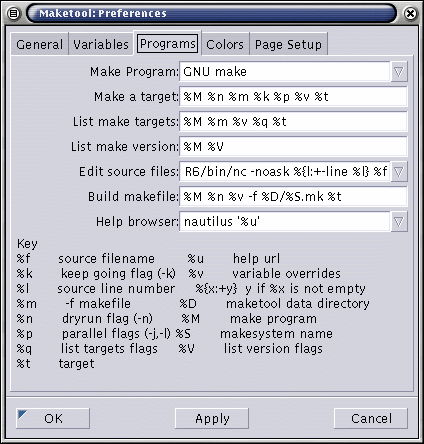 Maketool: Preferences
General Variables Programs Colors Page Setup
Make Program: GNU make
Make a target: %M %n %m %k %p %v %t
List make targets: %M %m %v %q %t
List make version: %M %V
Edit source files: R6/bin/nc -noask %{l:+-line %l} %f
Build makefile: %M %n %v -f %D/%S.mk %t
Help browser: nautilus '%u'
Key
%f source filename %u help url
%k keep going flag (-k) %v variable overrides
%l source line number %{x:+y} y if %x is not empty
%m -f makefile %D maketool data directory
%n dryrun flag (-n) %M make program
%p parallel flags (-j,-l) %S makesystem name
%q list targets flags %V list version flags
%t target
OK Apply Cancel